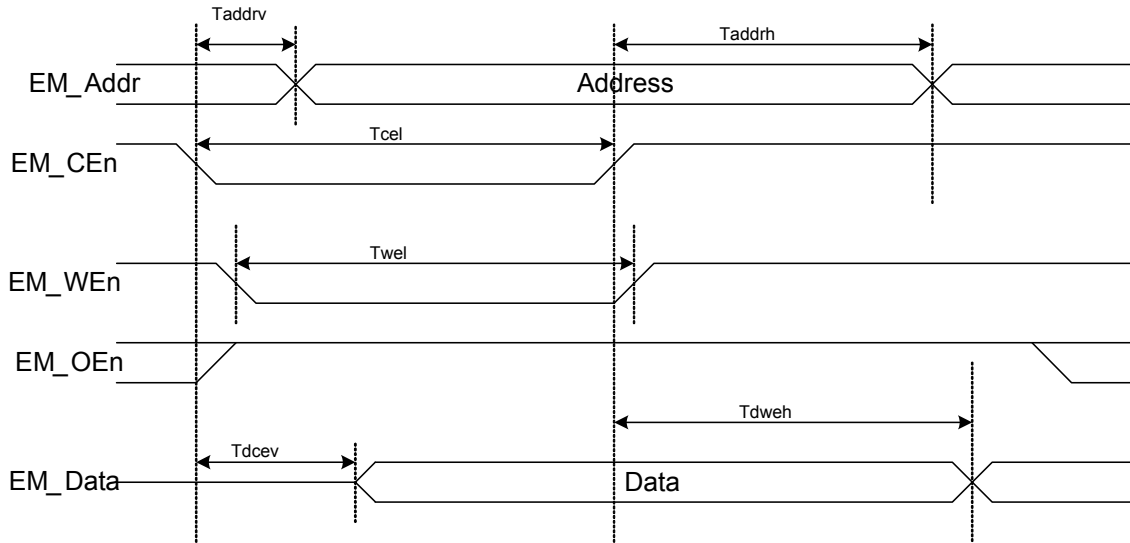 Taddrv
Taddrh
EM_Addr
Address
Tcel
EM_CEn
Twel
EM_WEn
EM_OEn
Tdweh
Tdcev
EM_Data
Data